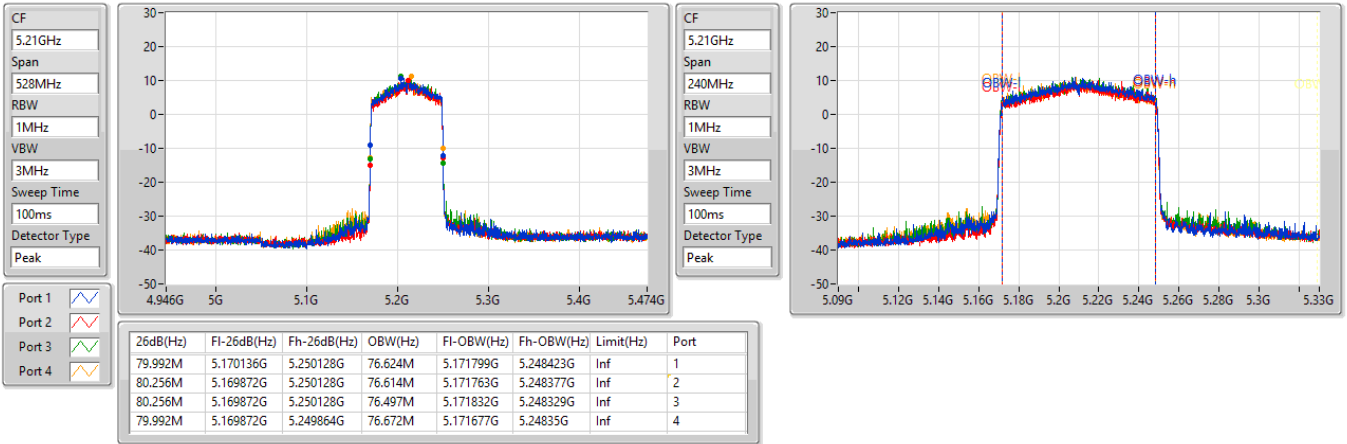 CF
5.21GHz
Span
528MHz
RBW
1MHz
VBW
3MHz
Sweep Time
100ms
Detector Type
Peak
30-
20-
10-
0-
-10-
-20-
-30-
-40-
-50-
4.946G 5G 5.1G 5.2G 5.3G 5.4G 5.474G
CF
5.21GHz
Span
240MHz
RBW
1MHz
VBW
3MHz
Sweep Time
100ms
Detector Type
Peak
30-
20-
10-
0-
-10-
-20-
-30-
-40-
-50-
OBW-l OBW-h
5.09G 5.12G 5.14G 5.16G 5.18G 5.2G 5.22G 5.24G 5.26G 5.28G 5.3G 5.33G
Port 1
Port 2
Port 3
Port 4
26dB(Hz) Fl-26dB(Hz) Fh-26dB(Hz) OBW(Hz) Fl-OBW(Hz) Fh-OBW(Hz) Limit(Hz) Port
79.992M 5.170136G 5.250128G 76.624M 5.171799G 5.248423G Inf 1
80.256M 5.169872G 5.250128G 76.614M 5.171763G 5.248377G Inf 2
80.256M 5.169872G 5.250128G 76.497M 5.171832G 5.248329G Inf 3
79.992M 5.169872G 5.249864G 76.672M 5.171677G 5.24835G Inf 4